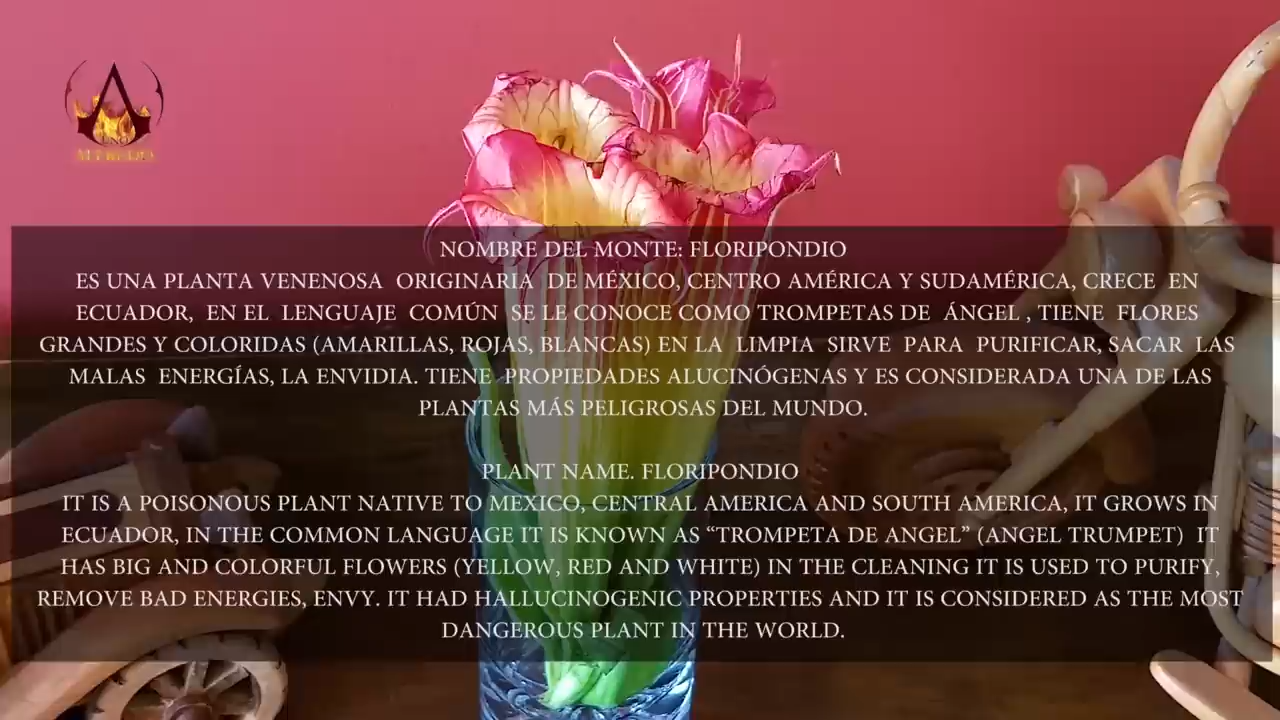 NOMBRE DEL MONTE: FLORIPONDIO
ES UNA PLANTA VENENOSA ORIGINARIA DE MÉXICO, CENTRO AMÉRICA Y SUDAMÉRICA, CRECE EN
ECUADOR, EN EL LENGUAJE COMÚN SE LE CONOCE COMO TROMPETAS DE ÁNGEL , TIENE FLORES
GRANDES Y COLORIDAS (AMARILLAS, ROJAS, BLANCAS) EN LA LIMPIA SIRVE PARA PURIFICAR, SACAR LAS
MALAS ENERGÍAS, LA ENVIDIA. TIENE PROPIEDADES ALUCINÓGENAS Y ES CONSIDERADA UNA DE LAS
PLANTAS MÁS PELIGROSAS DEL MUNDO.
PLANT NAME. FLORIPONDIO
IT IS A POISONOUS PLANT NATIVE TO MEXICO, CENTRAL AMERICA AND SOUTH AMERICA, IT GROWS IN
ECUADOR, IN THE COMMON LANGUAGE IT IS KNOWN AS “TROMPETA DE ANGEL” (ANGEL TRUMPET) IT
HAS BIG AND COLORFUL FLOWERS (YELLOW, RED AND WHITE) IN THE CLEANING IT IS USED TO PURIFY,
REMOVE BAD ENERGIES, ENVY. IT HAD HALLUCINOGENIC PROPERTIES AND IT IS CONSIDERED AS THE MOST
DANGEROUS PLANT IN THE WORLD.